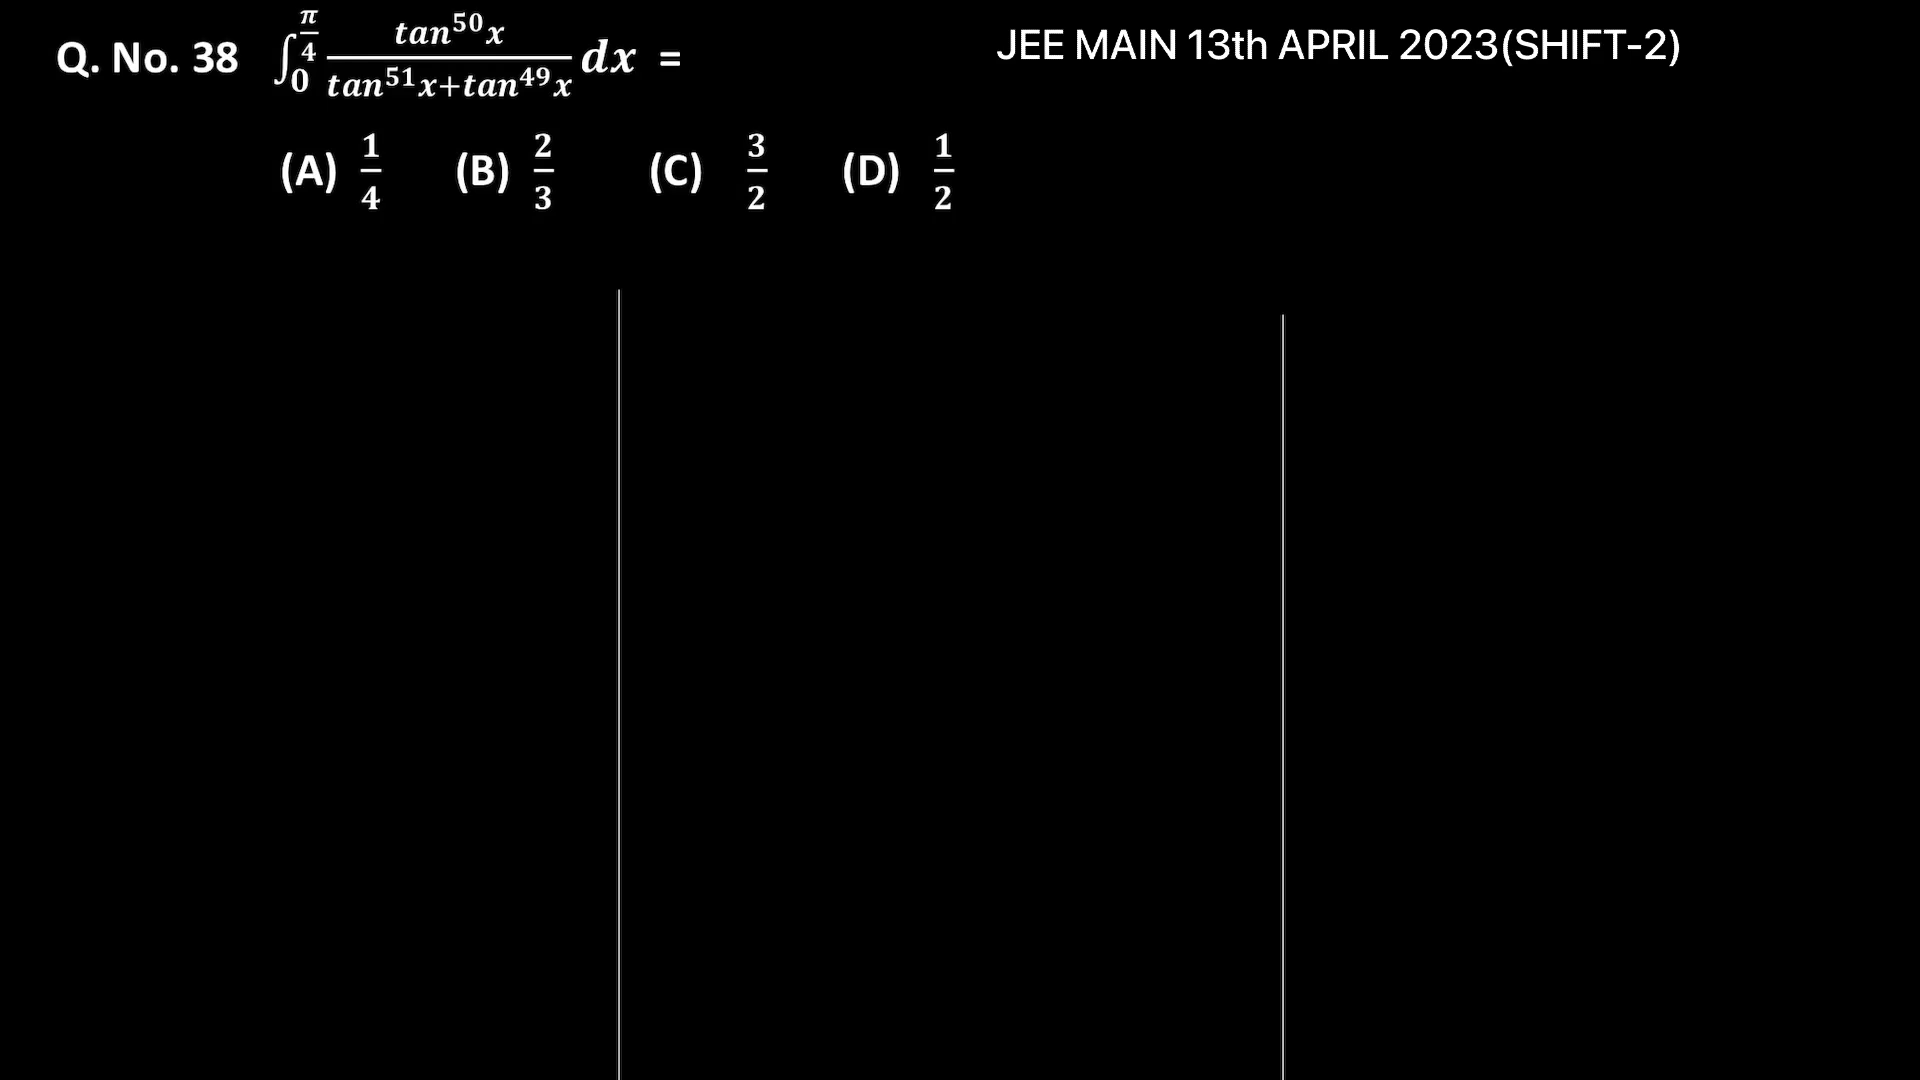 Q. No. 38 ∫₀^(π/4) tan⁵⁰x / (tan⁵¹x+tan⁴⁹x) dx = JEE MAIN 13th APRIL 2023(SHIFT-2)
(A) 1/4 (B) 2/3 (C) 3/2 (D) 1/2